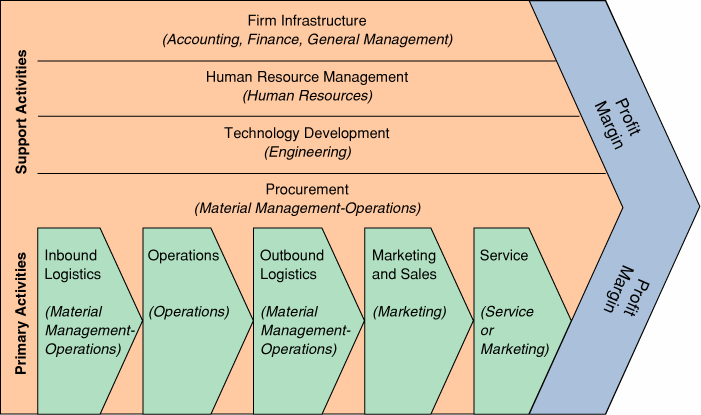 Firm Infrastructure
(Accounting, Finance, General Management)
Human Resource Management
(Human Resources)
Technology Development
(Engineering)
Procurement
(Material Management-Operations)
Support Activities
Profit
Margin
Primary Activities
Inbound
Logistics
(Material
Management-
Operations)
Operations
(Operations)
Outbound
Logistics
(Material
Management-
Operations)
Marketing
and Sales
(Marketing)
Service
(Service
or
Marketing)
Profit
Margin